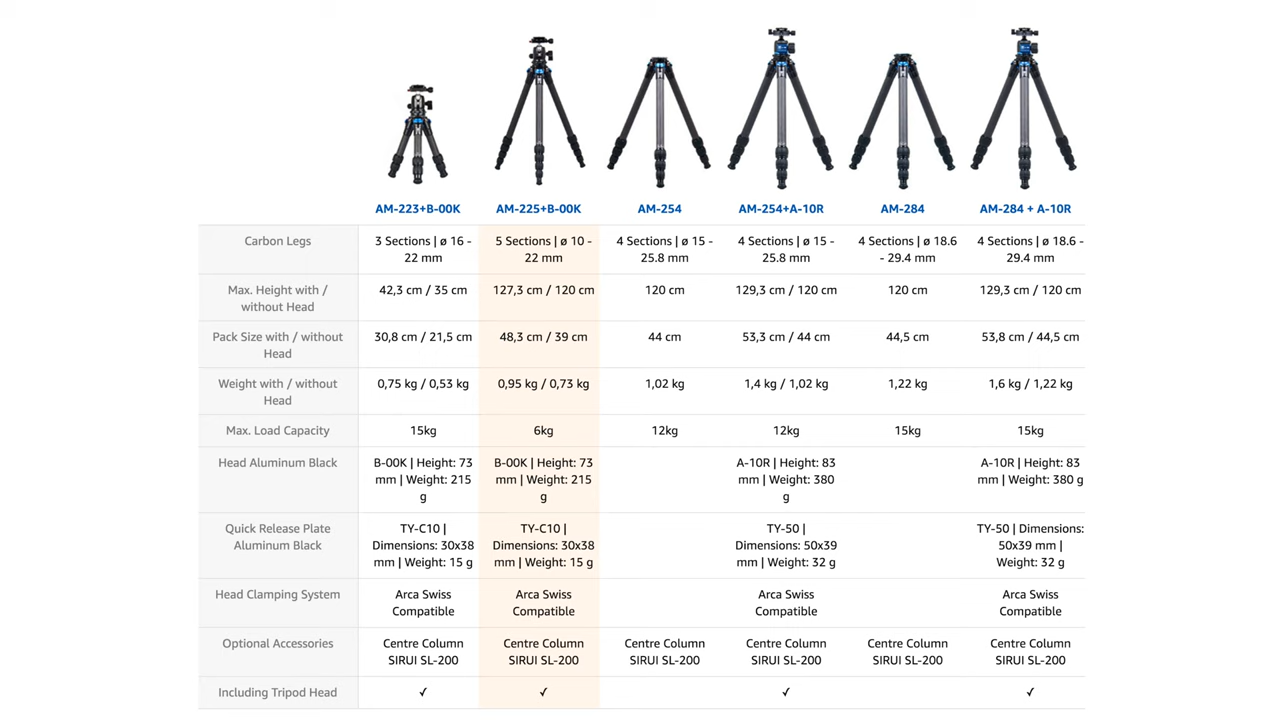 AM-223+B-00K AM-225+B-00K AM-254 AM-254+A-10R AM-284 AM-284 + A-10R
Carbon Legs 3 Sections | ø 16 - 5 Sections | ø 10 - 4 Sections | ø 15 - 4 Sections | ø 15 - 4 Sections | ø 18.6 4 Sections | ø 18.6 -
22 mm 22 mm 25.8 mm 25.8 mm - 29.4 mm 29.4 mm
Max. Height with / 42,3 cm / 35 cm 127,3 cm / 120 cm 120 cm 129,3 cm / 120 cm 120 cm 129,3 cm / 120 cm
without Head
Pack Size with / without 30,8 cm / 21,5 cm 48,3 cm / 39 cm 44 cm 53,3 cm / 44 cm 44,5 cm 53,8 cm / 44,5 cm
Head
Weight with / without 0,75 kg / 0,53 kg 0,95 kg / 0,73 kg 1,02 kg 1,4 kg / 1,02 kg 1,22 kg 1,6 kg / 1,22 kg
Head
Max. Load Capacity 15kg 6kg 12kg 12kg 15kg 15kg
Head Aluminum Black B-00K | Height: 73 B-00K | Height: 73 A-10R | Height: 83 A-10R | Height: 83
mm | Weight: 215 mm | Weight: 215 mm | Weight: 380 mm | Weight: 380 g
g g g
Quick Release Plate TY-C10 | TY-C10 | TY-50 | TY-50 | Dimensions:
Aluminum Black Dimensions: 30x38 Dimensions: 30x38 Dimensions: 50x39 50x39 mm |
mm | Weight: 15 g mm | Weight: 15 g mm | Weight: 32 g Weight: 32 g
Head Clamping System Arca Swiss Arca Swiss Arca Swiss Arca Swiss
Compatible Compatible Compatible Compatible
Optional Accessories Centre Column Centre Column Centre Column Centre Column Centre Column Centre Column
SIRUI SL-200 SIRUI SL-200 SIRUI SL-200 SIRUI SL-200 SIRUI SL-200 SIRUI SL-200
Including Tripod Head ✓ ✓ ✓ ✓